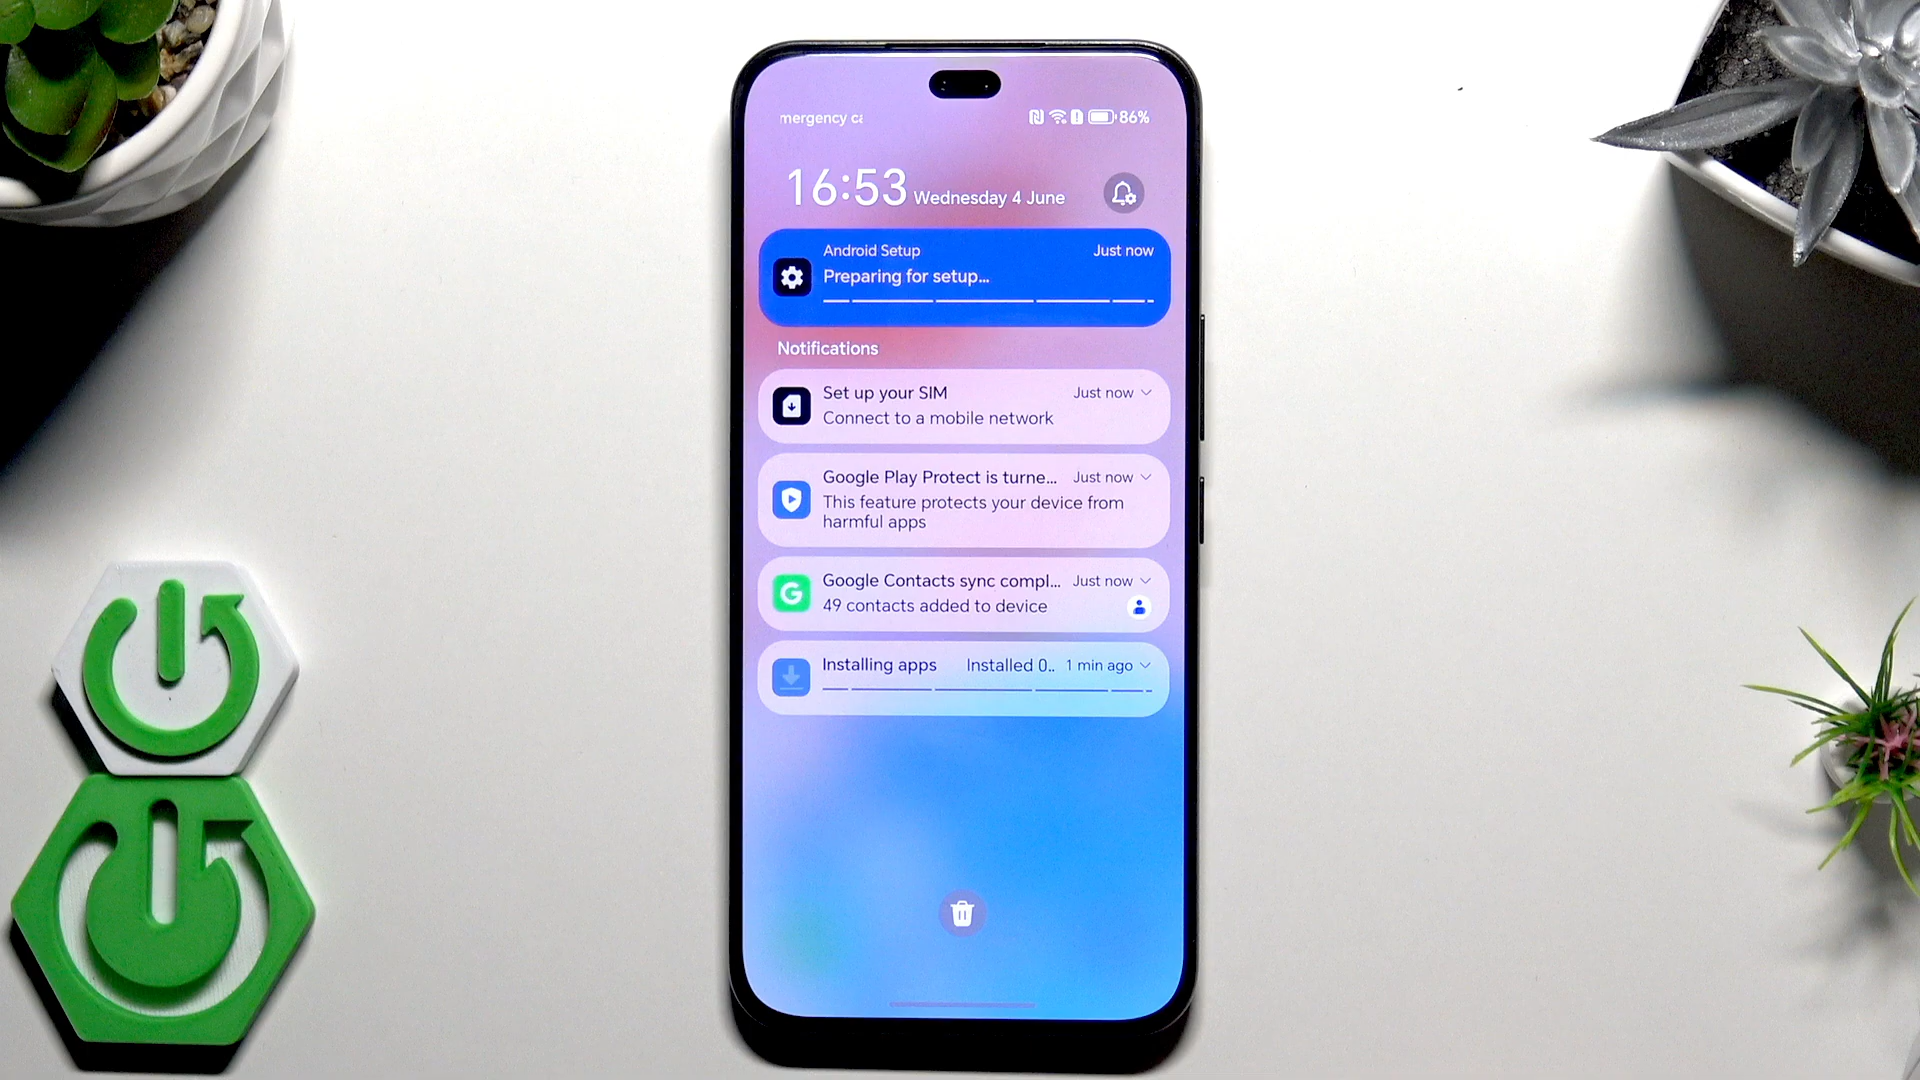 mergency ca
86%
16:53 Wednesday 4 June
Android Setup Just now
Preparing for setup...
Notifications
Set up your SIM Just now
Connect to a mobile network
Google Play Protect is turne... Just now
This feature protects your device from
harmful apps
Google Contacts sync compl... Just now
49 contacts added to device
Installing apps Installed 0.. 1 min ago